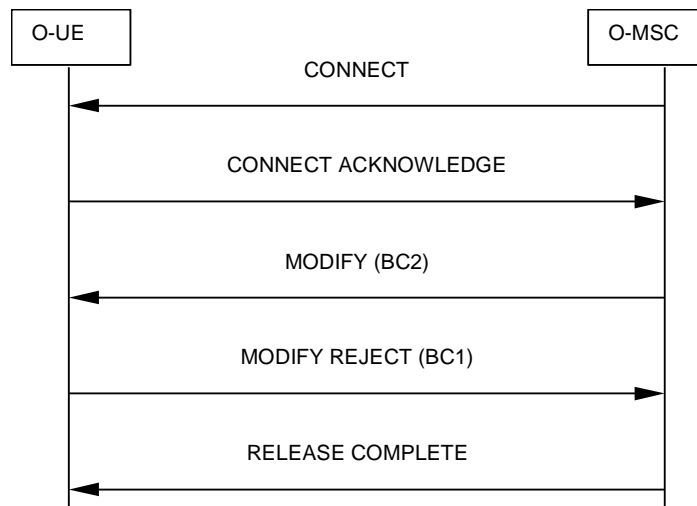 O-UE
O-MSC
CONNECT
CONNECT ACKNOWLEDGE
MODIFY (BC2)
MODIFY REJECT (BC1)
RELEASE COMPLETE